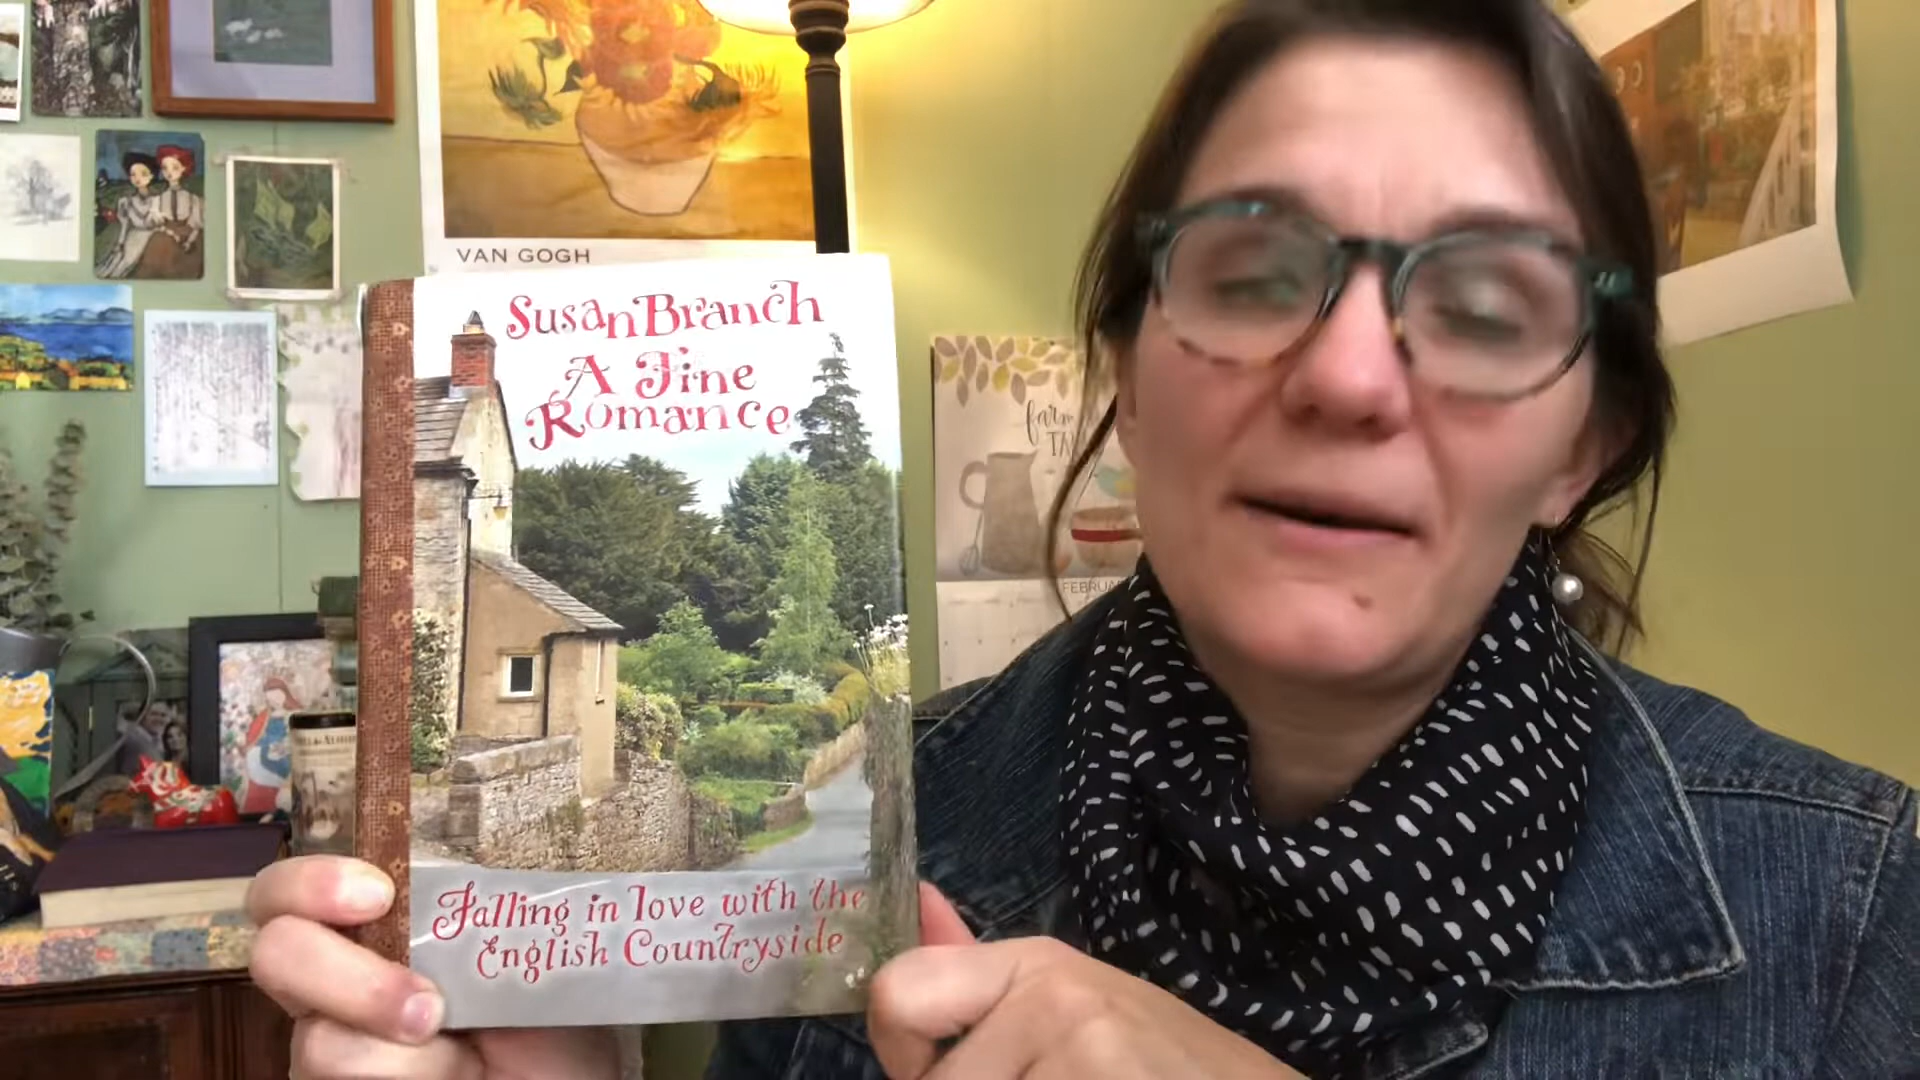 VAN GOGH
Susan Branch
A Fine
Romance
Falling in love with the
English Countryside